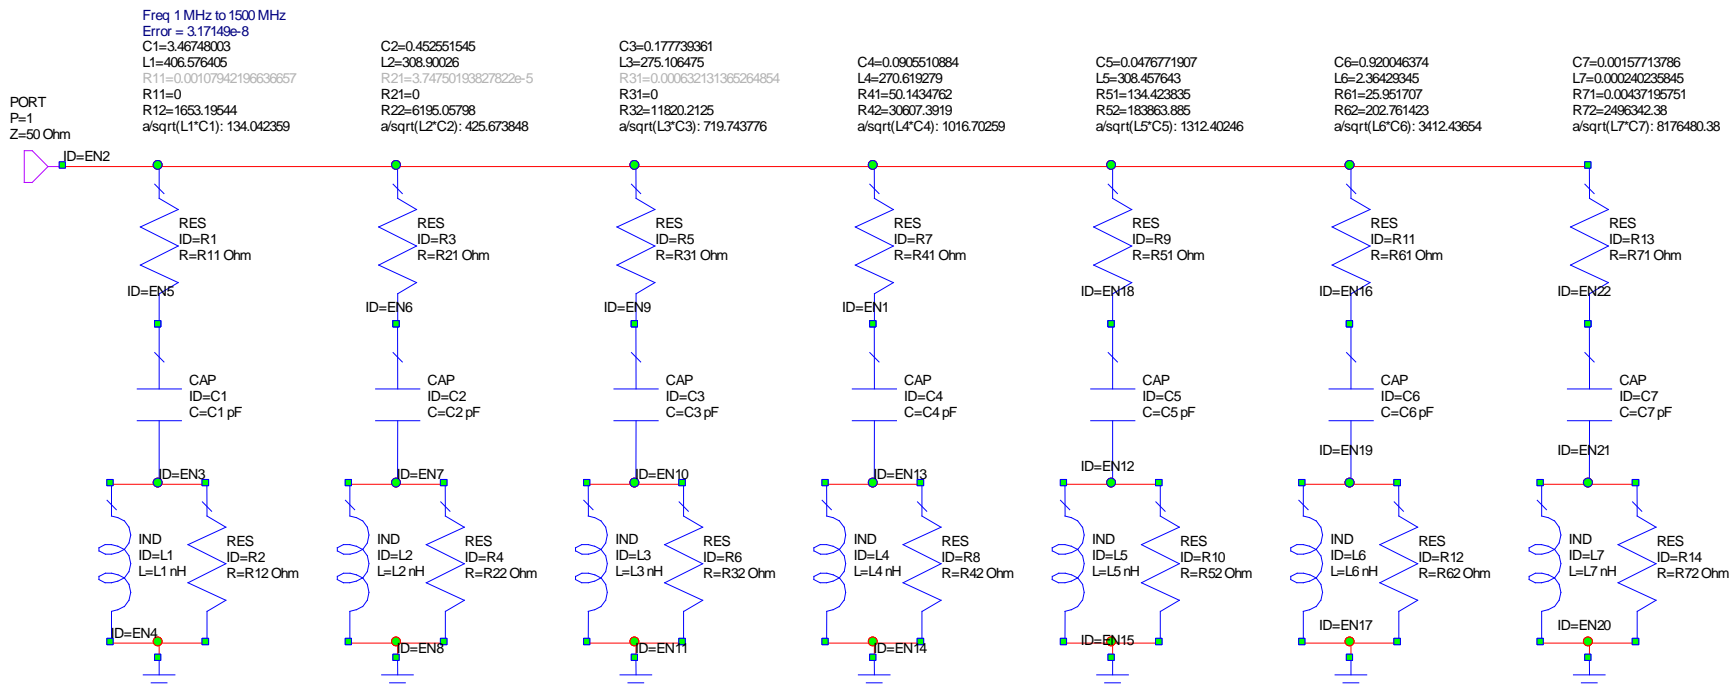 Freq 1 MHz to 1500 MHz
Error = 3.17149e-8
C1=3.46748003
L1=406.576405
R11=0.00107942196636657
R11=0
R12=1653.19544
a/sqrt(L1*C1): 134.042359
C2=0.452551545
L2=308.90026
R21=3.74750193827822e-5
R21=0
R22=6195.05798
a/sqrt(L2*C2): 425.673848
C3=0.177739361
L3=275.106475
R31=0.000632131365264854
R31=0
R32=11820.2125
a/sqrt(L3*C3): 719.743776
C4=0.0905510884
L4=270.619279
R41=50.1434762
R42=30607.3919
a/sqrt(L4*C4): 1016.70259
C5=0.0476771907
L5=308.457643
R51=134.423835
R52=183863.885
a/sqrt(L5*C5): 1312.40246
C6=0.920046374
L6=2.36429345
R61=25.951707
R62=202.761423
a/sqrt(L6*C6): 3412.43654
C7=0.00157713786
L7=0.000240235845
R71=0.00437195751
R72=2496342.38
a/sqrt(L7*C7): 8176480.38
PORT
P=1
Z=50 Ohm
ID=EN2
RES
ID=R1
R=R11 Ohm
RES
ID=R3
R=R21 Ohm
RES
ID=R5
R=R31 Ohm
RES
ID=R7
R=R41 Ohm
RES
ID=R9
R=R51 Ohm
RES
ID=R11
R=R61 Ohm
RES
ID=R13
R=R71 Ohm
ID=EN5
ID=EN6
ID=EN9
ID=EN1
ID=EN18
ID=EN16
ID=EN22
CAP
ID=C1
C=C1 pF
CAP
ID=C2
C=C2 pF
CAP
ID=C3
C=C3 pF
CAP
ID=C4
C=C4 pF
CAP
ID=C5
C=C5 pF
CAP
ID=C6
C=C6 pF
CAP
ID=C7
C=C7 pF
ID=EN3
ID=EN7
ID=EN10
ID=EN13
ID=EN12
ID=EN19
ID=EN21
IND
ID=L1
L=L1 nH
RES
ID=R2
R=R12 Ohm
IND
ID=L2
L=L2 nH
RES
ID=R4
R=R22 Ohm
IND
ID=L3
L=L3 nH
RES
ID=R6
R=R32 Ohm
IND
ID=L4
L=L4 nH
RES
ID=R8
R=R42 Ohm
IND
ID=L5
L=L5 nH
RES
ID=R10
R=R52 Ohm
IND
ID=L6
L=L6 nH
RES
ID=R12
R=R62 Ohm
IND
ID=L7
L=L7 nH
RES
ID=R14
R=R72 Ohm
ID=EN4
ID=EN8
ID=EN11
ID=EN14
ID=EN15
ID=EN17
ID=EN20